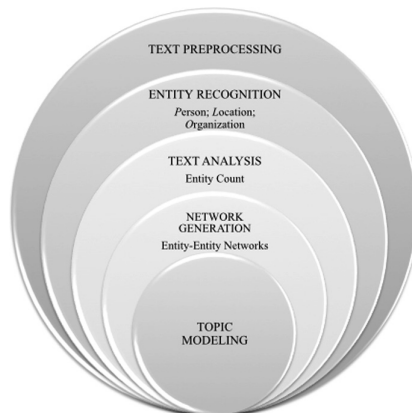 TEXT PREPROCESSING
ENTITY RECOGNITION
Person; Location;
Organization
TEXT ANALYSIS
Entity Count
NETWORK
GENERATION
Entity-Entity Networks
TOPIC
MODELING